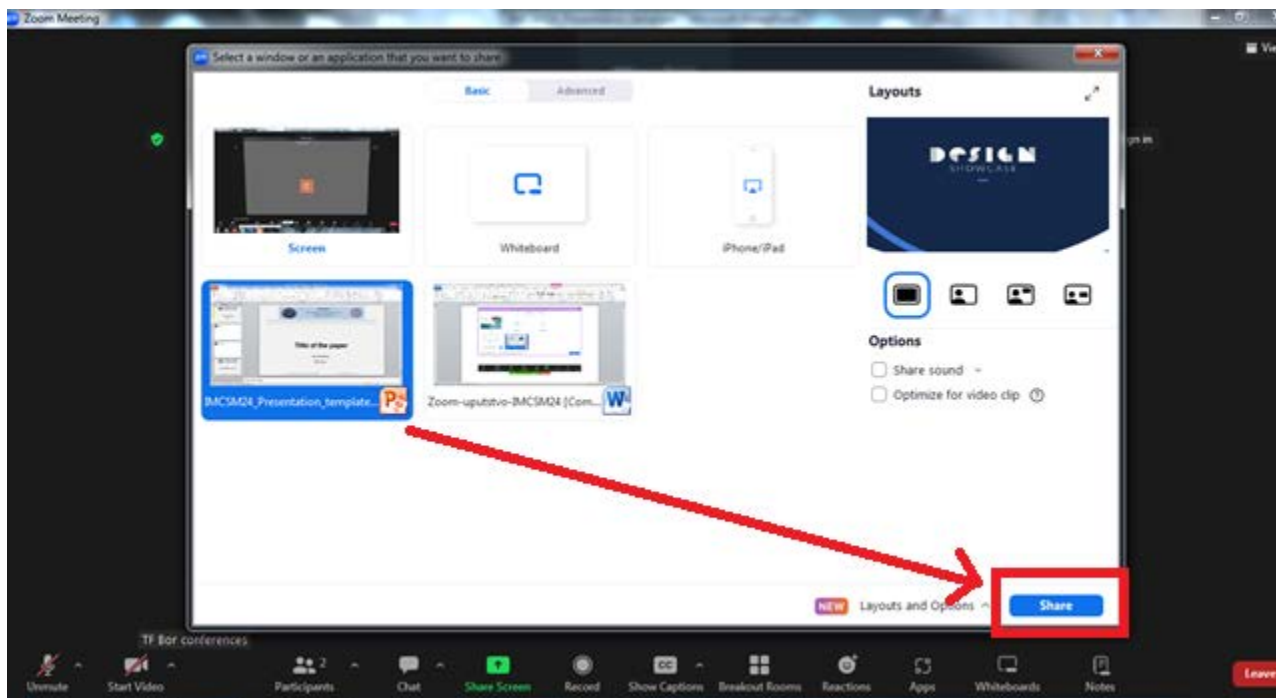 Zoom Meeting
Select a window or an application that you want to share
Basic
Advanced
Layouts
DESIGN
SHOWCASE
Screen
Whiteboard
iPhone/iPad
Title of the paper
IMCSM24_Presentation_template...
Zoom-uputstvo-IMCSM24 [Com...
Options
Share sound
Optimize for video clip
NEW
Layouts and Options
Share
TF Bor conferences
Unmute
Start Video
2
Participants
Chat
Share Screen
Record
CC
Show Captions
Breakout Rooms
Reactions
Apps
Whiteboards
Notes
Leave